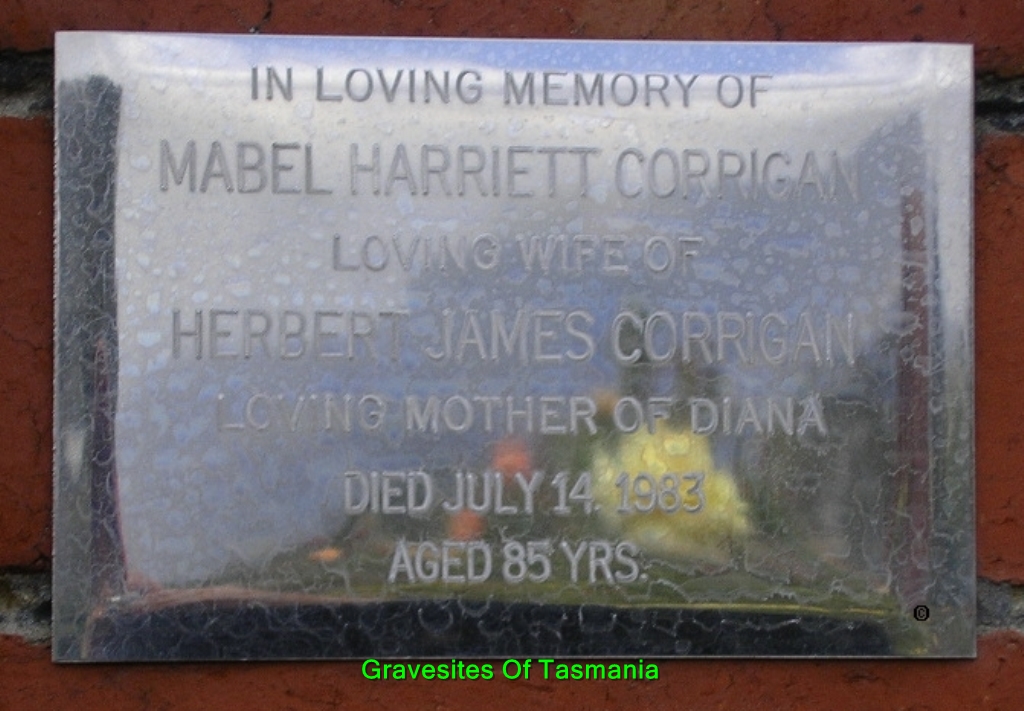 IN LOVING MEMORY OF
MABEL HARRIETT CORRIGAN
LOVING WIFE OF
HERBERT JAMES CORRIGAN
LOVING MOTHER OF DIANA
DIED JULY 14. 1983
AGED 85 YRS.
©
Gravesites Of Tasmania